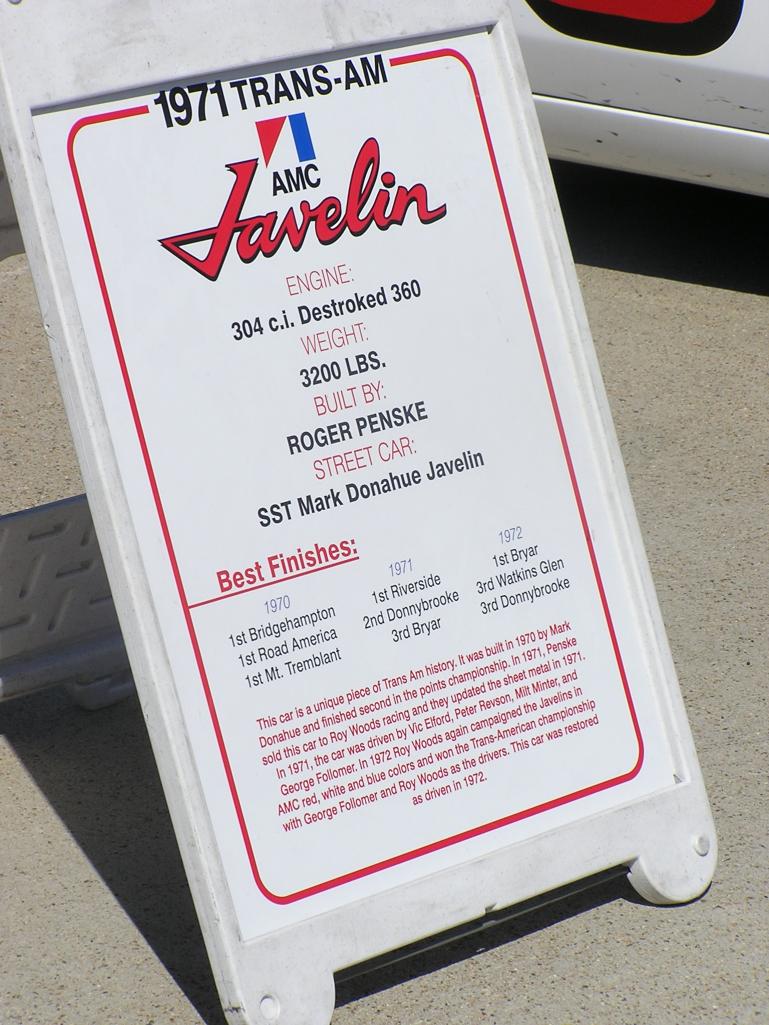 1971 TRANS-AM
AMC
Javelin
ENGINE:
304 c.i. Destroked 360
WEIGHT:
3200 LBS.
BUILT BY:
ROGER PENSKE
STREET CAR:
SST Mark Donahue Javelin
Best Finishes:
1970
1st Bridgehampton
1st Road America
1st Mt. Tremblant
1971
1st Riverside
2nd Donnybrooke
3rd Bryar
1972
1st Bryar
3rd Watkins Glen
3rd Donnybrooke
This car is a unique piece of Trans Am history. It was built in 1970 by Mark
Donahue and finished second in the points championship. In 1971, Penske
sold this car to Roy Woods racing and they updated the sheet metal in 1971.
In 1971, the car was driven by Vic Elford, Peter Revson, Milt Minter, and
George Follomer. In 1972 Roy Woods again campaigned the Javelins in
AMC red, white and blue colors and won the Trans-American championship
with George Follomer and Roy Woods as the drivers. This car was restored
as driven in 1972.